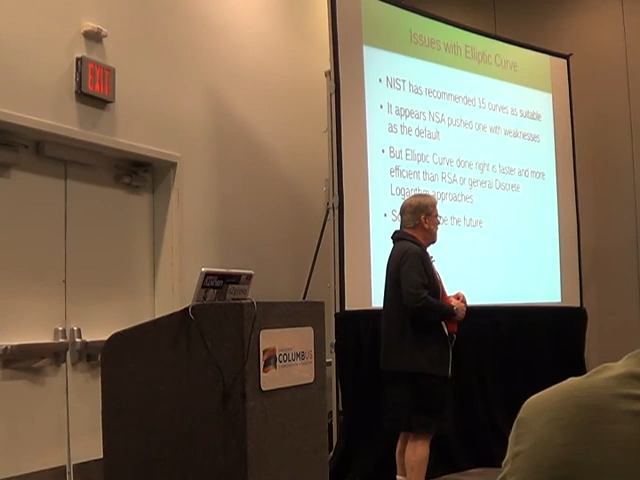 EXIT
Issues with Elliptic Curve
• NIST has recommended 15 curves as suitable
• It appears NSA pushed one with weaknesses
as the default
• But Elliptic Curve done right is faster and more
efficient than RSA or general Discrete
Logarithm approaches
• be the future
COLUMBUS